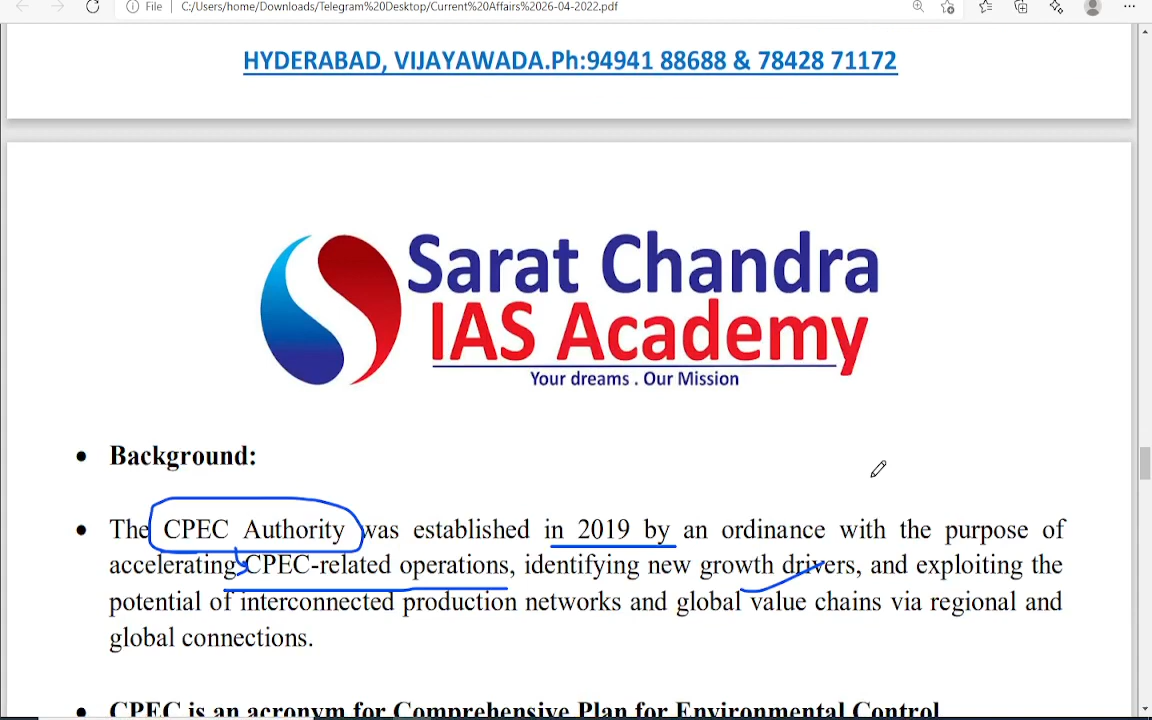 File
C:/Users/home/Downloads/Telegram%20Desktop/Current%20Affairs%2026-04-2022.pdf
HYDERABAD, VIJAYAWADA.Ph:94941 88688 & 78428 71172
Sarat Chandra
IAS Academy
Your dreams . Our Mission
• Background:
• The CPEC Authority was established in 2019 by an ordinance with the purpose of
accelerating CPEC-related operations, identifying new growth drivers, and exploiting the
potential of interconnected production networks and global value chains via regional and
global connections.
• CPEC is an acronym for Comprehensive Plan for Environmental Control